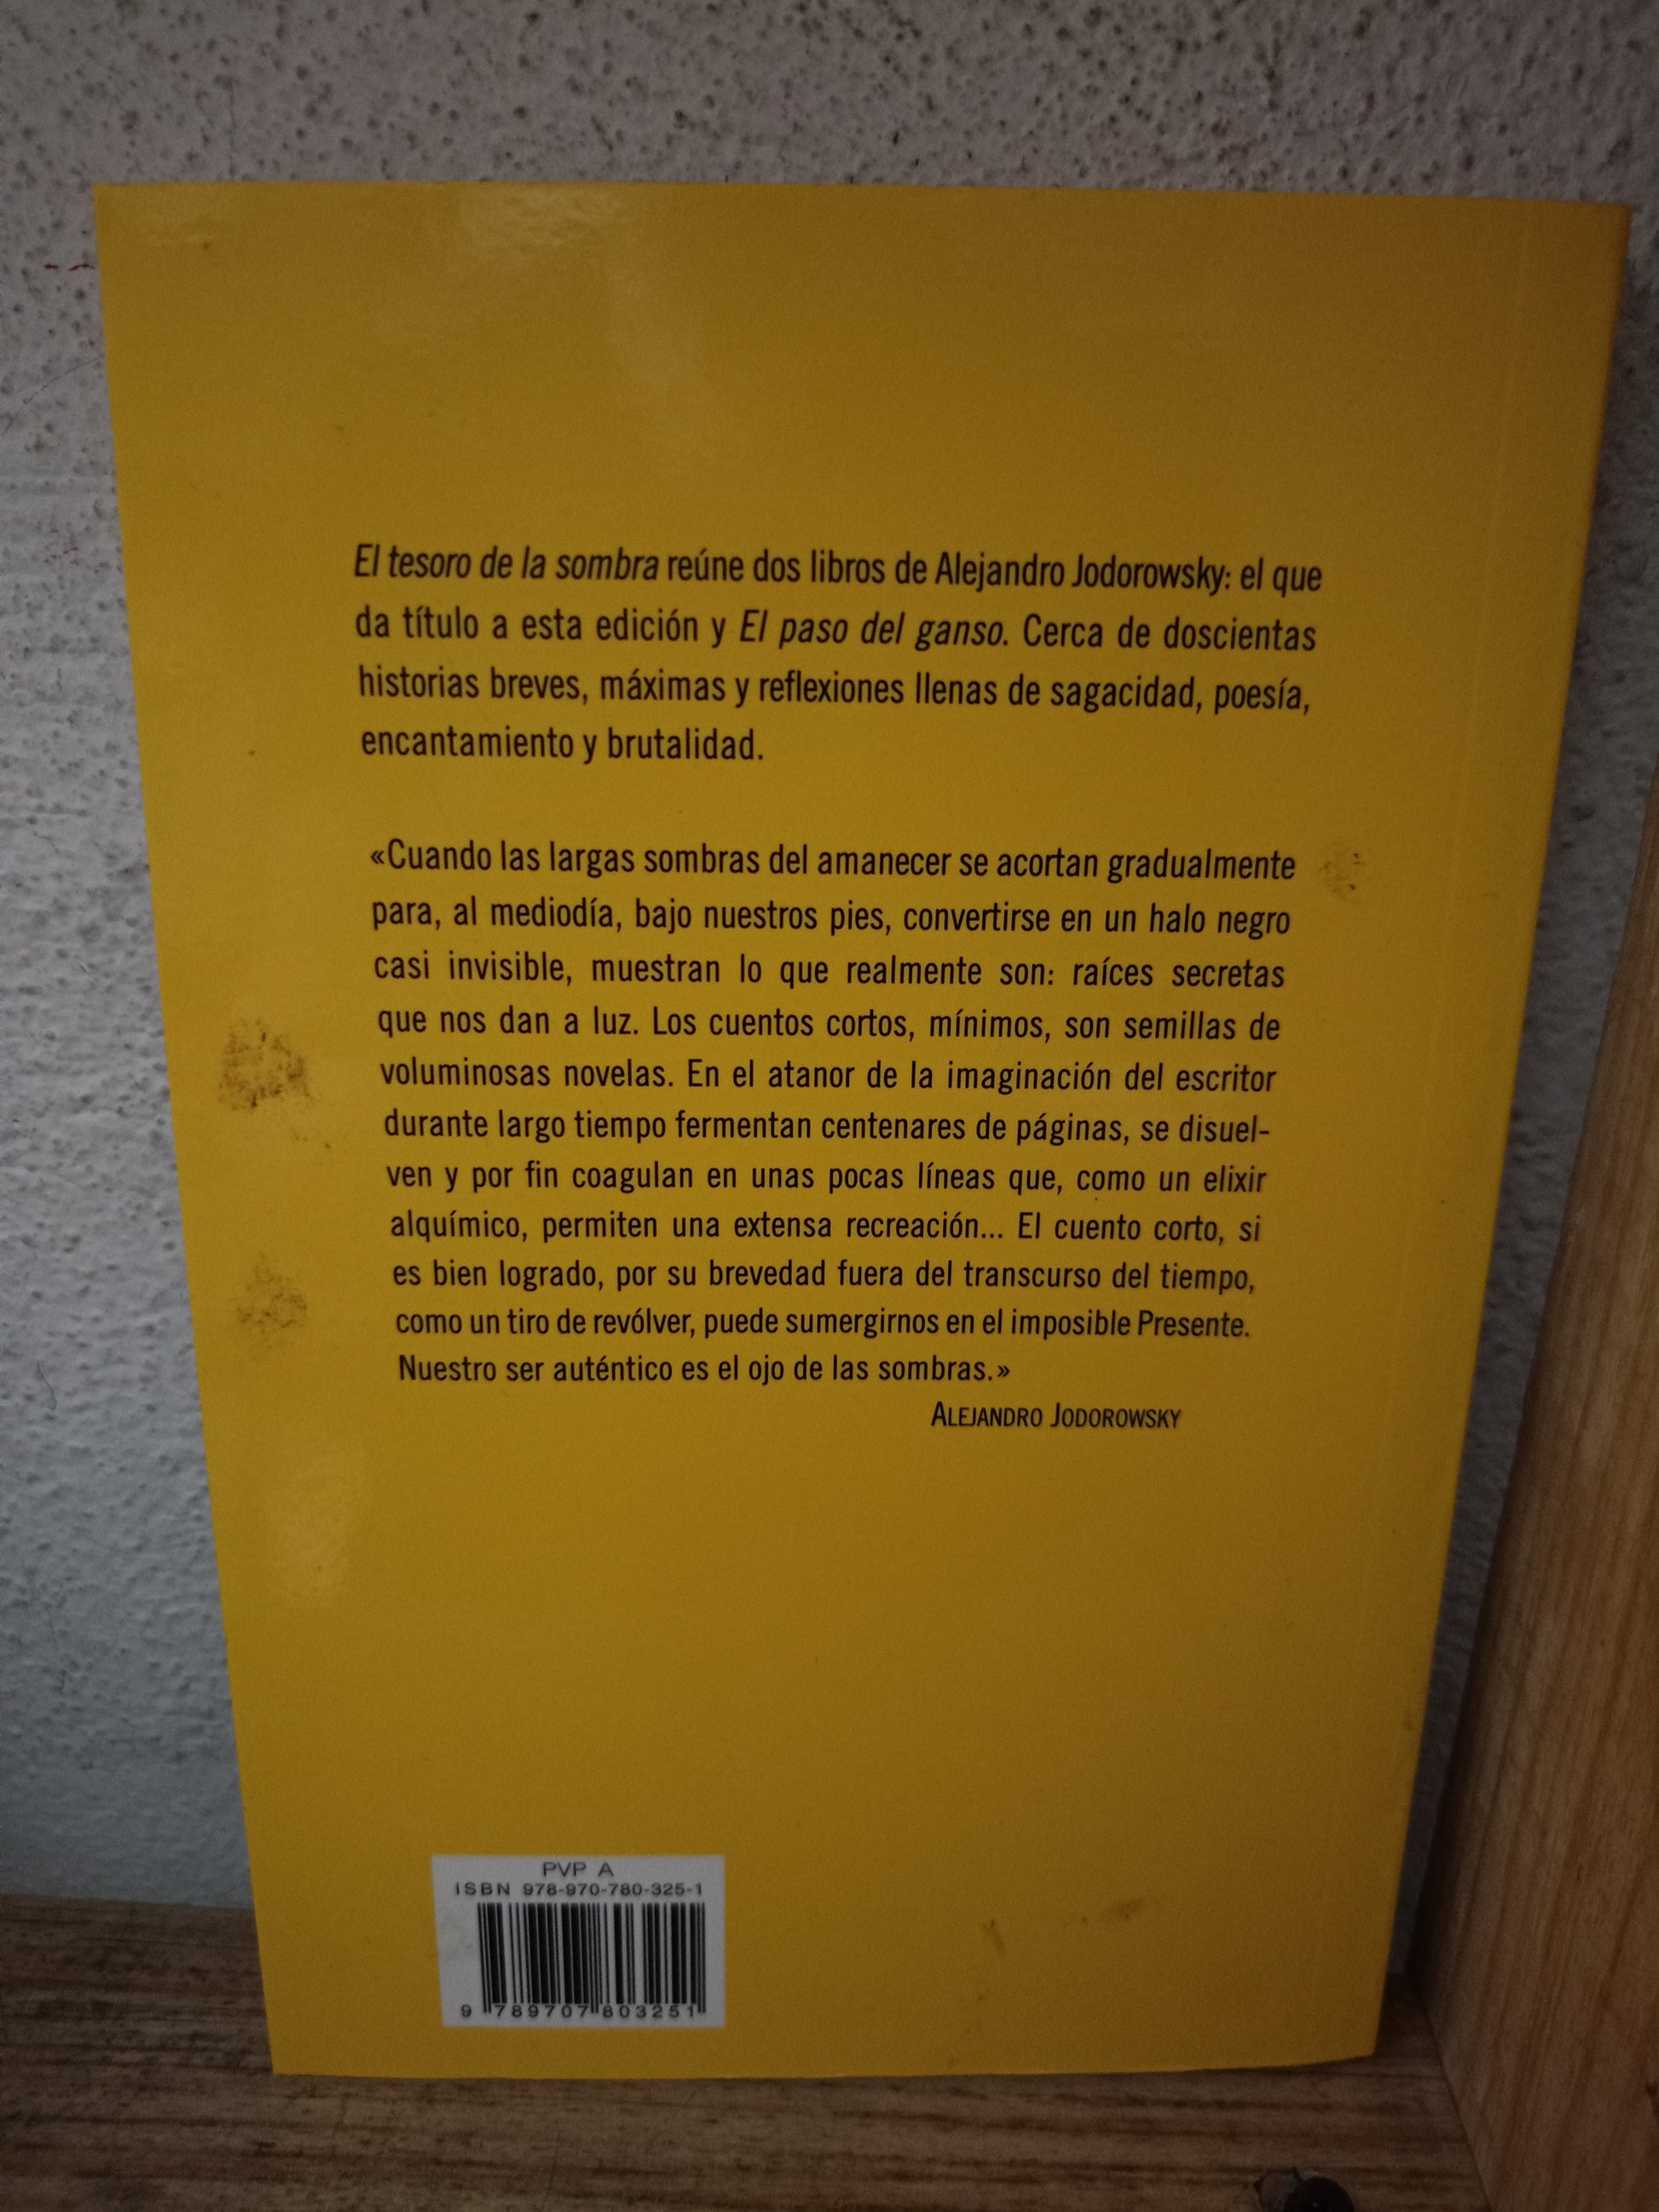 El tesoro de la sombra reúne dos libros de Alejandro Jodorowsky: el que
da título a esta edición y El paso del ganso. Cerca de doscientas
historias breves, máximas y reflexiones llenas de sagacidad, poesía,
encantamiento y brutalidad.
«Cuando las largas sombras del amanecer se acortan gradualmente
para, al mediodía, bajo nuestros pies, convertirse en un halo negro
casi invisible, muestran lo que realmente son: raíces secretas
que nos dan a luz. Los cuentos cortos, mínimos, son semillas de
voluminosas novelas. En el atanor de la imaginación del escritor
durante largo tiempo fermentan centenares de páginas, se disuel-
ven y por fin coagulan en unas pocas líneas que, como un elixir
alquímico, permiten una extensa recreación... El cuento corto, si
es bien logrado, por su brevedad fuera del transcurso del tiempo,
como un tiro de revólver, puede sumergirnos en el imposible Presente.
Nuestro ser auténtico es el ojo de las sombras.»
ALEJANDRO JODOROWSKY
PVP A
ISBN 978-970-780-325-1
9 789707 803251